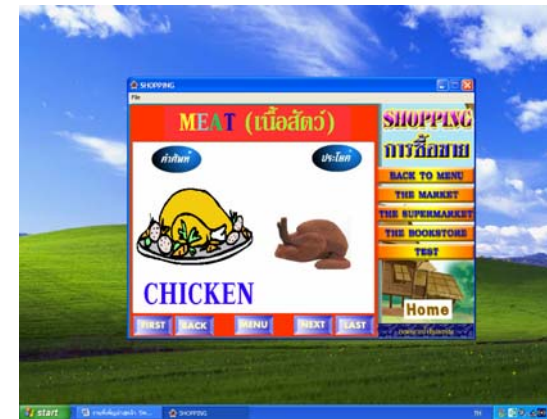 SHOPPING
File
MEAT (เนื้อสัตว์)
คำศัพท์
ประโยค
CHICKEN
FIRST
BACK
MENU
NEXT
LAST
SHOPPING
การซื้อขาย
BACK TO MENU
THE MARKET
THE SUPERMARKET
THE BOOKSTORE
TEST
Home
start
SHOPPING
TH